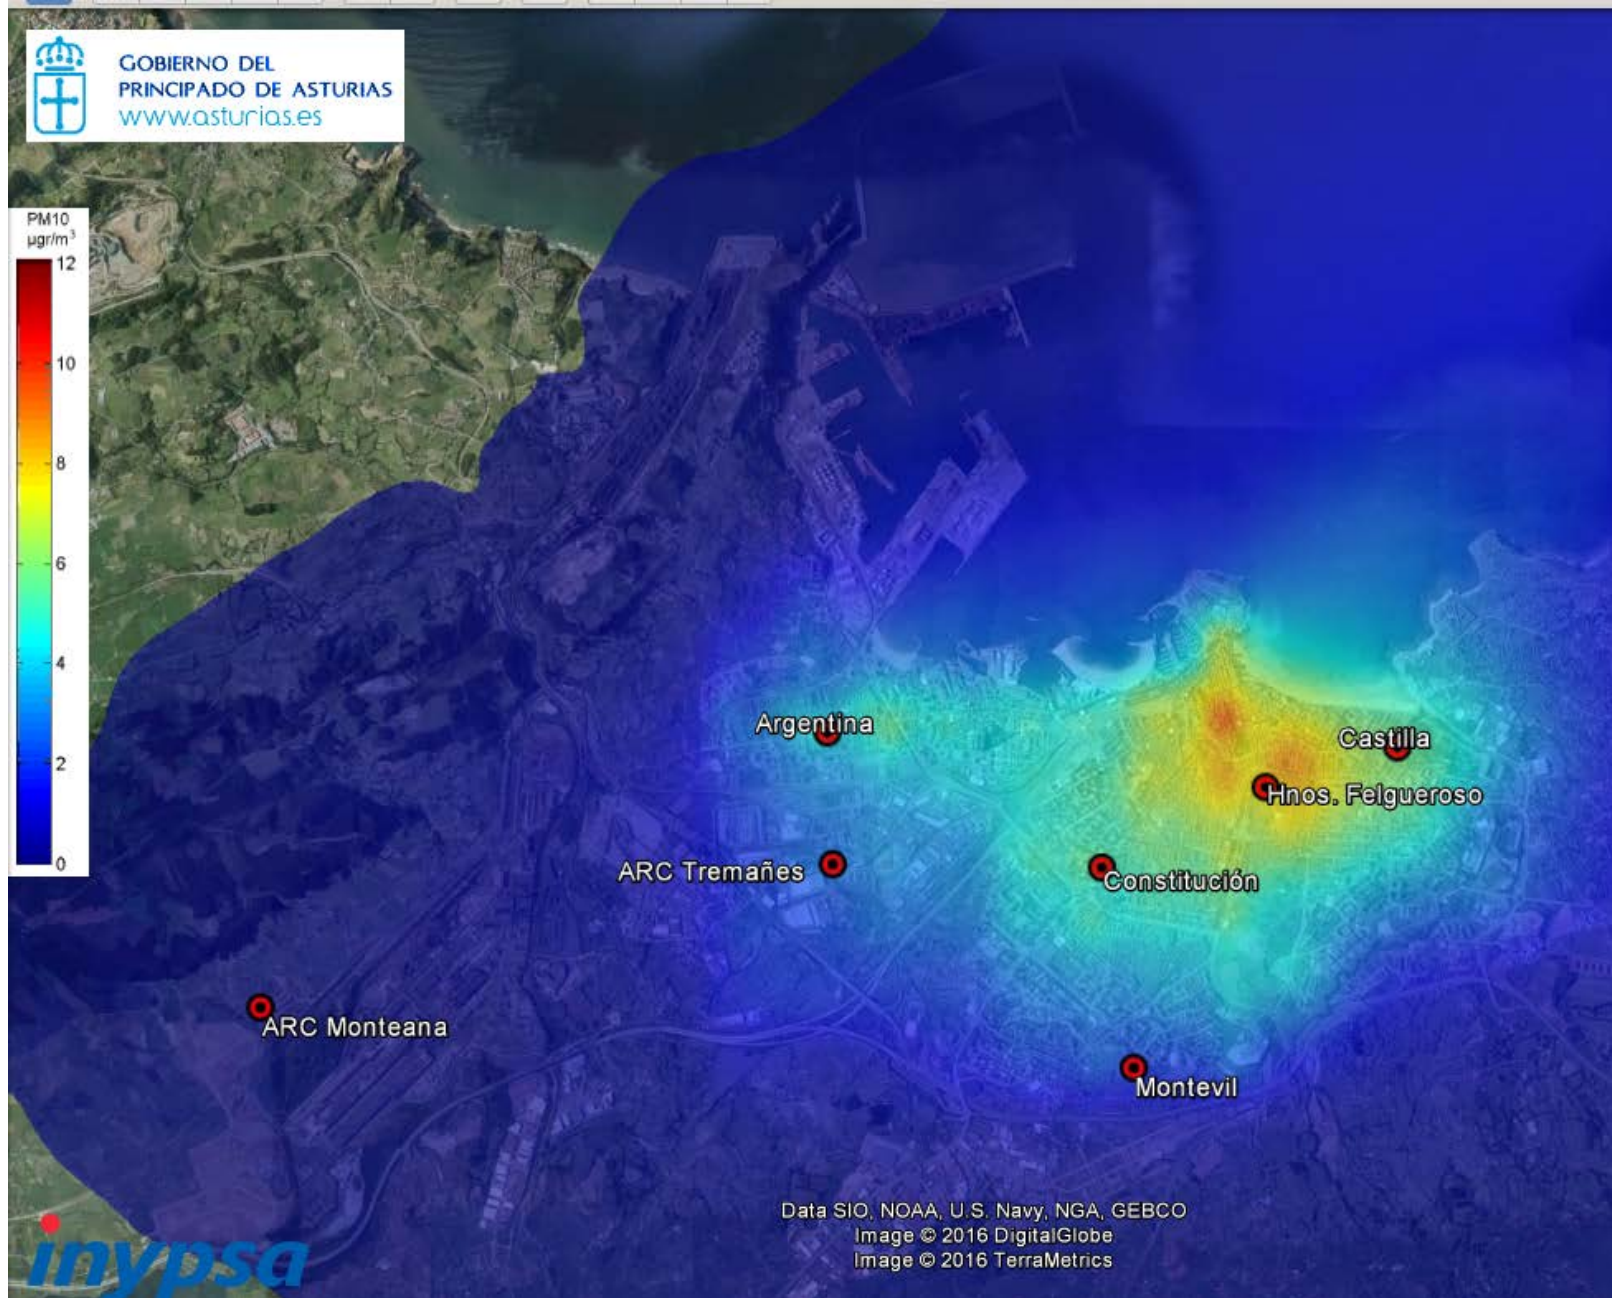 GOBIERNO DEL
PRINCIPADO DE ASTURIAS
www.asturias.es
PM10
µgr/m³
12
10
8
6
4
2
0
Argentina
Castilla
Hnos. Felgueroso
ARC Tremañes
Constitución
ARC Monteana
Montevil
Data SIO, NOAA, U.S. Navy, NGA, GEBCO
Image © 2016 DigitalGlobe
Image © 2016 TerraMetrics
inypsa